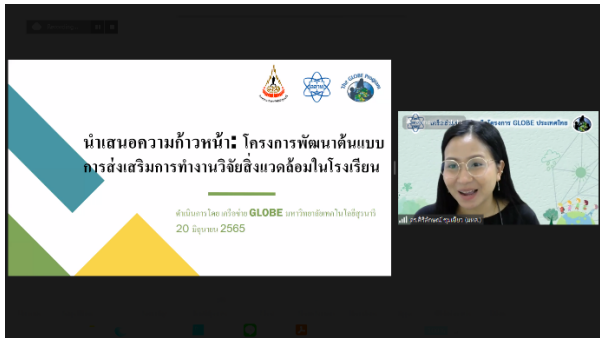 The GLOBE Program
สสวท
นำเสนอความก้าวหน้า: โครงการพัฒนาต้นแบบ
การส่งเสริมการทำงานวิจัยสิ่งแวดล้อมในโรงเรียน
ดำเนินการโดย เครือข่าย GLOBE มหาวิทยาลัยเทคโนโลยีสุรนารี
20 มิถุนายน 2565
โครงการ GLOBE ประเทศไทย